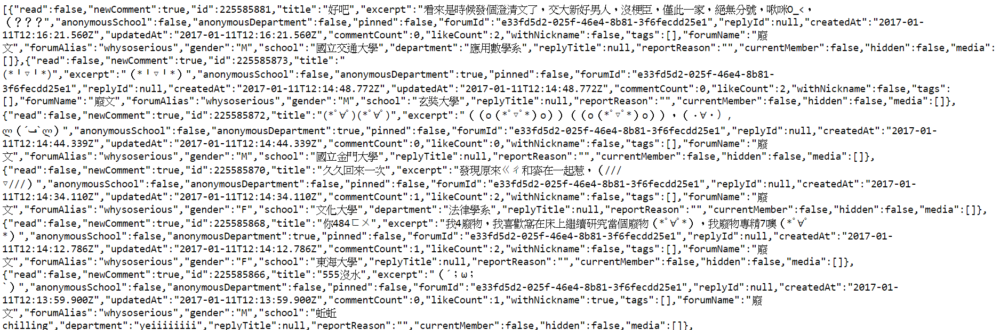 [{"read":false,"newComment":true,"id":225585881,"title":"好吧","excerpt":"看來是時候發個澄清文了，交大新好男人，沒梗臣，僅此一家，絕無分號，啾咪O_<，
（？？？","anonymousSchool":false,"anonymousDepartment":false,"pinned":false,"forumId":"e33fd5d2-025f-46e4-8b81-3f6fecdd25e1","replyId":null,"createdAt":"2017-01-
11T12:16:21.560Z","updatedAt":"2017-01-11T12:16:21.560Z","commentCount":0,"likeCount":2,"withNickname":false,"tags":[],"forumName":"廢
文","forumAlias":"whysoserious","gender":"M","school":"國立交通大學","department":"應用數學系","replyTitle":null,"reportReason":"","currentMember":false,"hidden":false,"media":
[]},{"read":false,"newComment":true,"id":225585873,"title":"
(*╹▽╹*)","excerpt":"（*╹▽╹*）","anonymousSchool":false,"anonymousDepartment":true,"pinned":false,"forumId":"e33fd5d2-025f-46e4-8b81-
3f6fecdd25e1","replyId":null,"createdAt":"2017-01-11T12:14:48.772Z","updatedAt":"2017-01-11T12:14:48.772Z","commentCount":0,"likeCount":2,"withNickname":false,"tags":
[],"forumName":"廢文","forumAlias":"whysoserious","gender":"M","school":"玄奘大學","replyTitle":null,"reportReason":"","currentMember":false,"hidden":false,"media":[]},
{"read":false,"newComment":true,"id":225585872,"title":"(*ﾟ∀ﾟ)(*ﾟ∀ﾟ)","excerpt":"（（o（*ﾟ▽ﾟ*）o））（（o（*ﾟ▽ﾟ*）o）），（・∀・），
ლ（´ڡ`ლ）","anonymousSchool":false,"anonymousDepartment":true,"pinned":false,"forumId":"e33fd5d2-025f-46e4-8b81-3f6fecdd25e1","replyId":null,"createdAt":"2017-01-
11T12:14:44.339Z","updatedAt":"2017-01-11T12:14:44.339Z","commentCount":0,"likeCount":0,"withNickname":false,"tags":[],"forumName":"廢
文","forumAlias":"whysoserious","gender":"M","school":"國立金門大學","replyTitle":null,"reportReason":"","currentMember":false,"hidden":false,"media":[]},
{"read":false,"newComment":true,"id":225585870,"title":"久久回來一次","excerpt":"發現原來ㄍㄔ和麥在一起惹，（///
▽///）","anonymousSchool":false,"anonymousDepartment":false,"pinned":false,"forumId":"e33fd5d2-025f-46e4-8b81-3f6fecdd25e1","replyId":null,"createdAt":"2017-01-
11T12:14:34.110Z","updatedAt":"2017-01-11T12:14:34.110Z","commentCount":1,"likeCount":2,"withNickname":false,"tags":[],"forumName":"廢
文","forumAlias":"whysoserious","gender":"F","school":"文化大學","department":"法律學系","replyTitle":null,"reportReason":"","currentMember":false,"hidden":false,"media":[]},
{"read":false,"newComment":true,"id":225585868,"title":"你484ㄈㄨ","excerpt":"我4廢物，我喜歡窩在床上繼續研究當個廢物（*ﾟ∀ﾟ*），我廢物專精7噢（*ﾟ∀ﾟ
*）","anonymousSchool":false,"anonymousDepartment":true,"pinned":false,"forumId":"e33fd5d2-025f-46e4-8b81-3f6fecdd25e1","replyId":null,"createdAt":"2017-01-
11T12:14:12.786Z","updatedAt":"2017-01-11T12:14:12.786Z","commentCount":1,"likeCount":2,"withNickname":false,"tags":[],"forumName":"廢
文","forumAlias":"whysoserious","gender":"F","school":"東海大學","replyTitle":null,"reportReason":"","currentMember":false,"hidden":false,"media":[]},
{"read":false,"newComment":true,"id":225585866,"title":"555沒水","excerpt":"（´；ω；
`）","anonymousSchool":false,"anonymousDepartment":false,"pinned":false,"forumId":"e33fd5d2-025f-46e4-8b81-3f6fecdd25e1","replyId":null,"createdAt":"2017-01-
11T12:13:59.900Z","updatedAt":"2017-01-11T12:13:59.900Z","commentCount":0,"likeCount":1,"withNickname":true,"tags":[],"forumName":"廢
文","forumAlias":"whysoserious","gender":"M","school":"蚯蚯
chilling","department":"yeiiiiiiii","replyTitle":null,"reportReason":"","currentMember":false,"hidden":false,"media":[]},